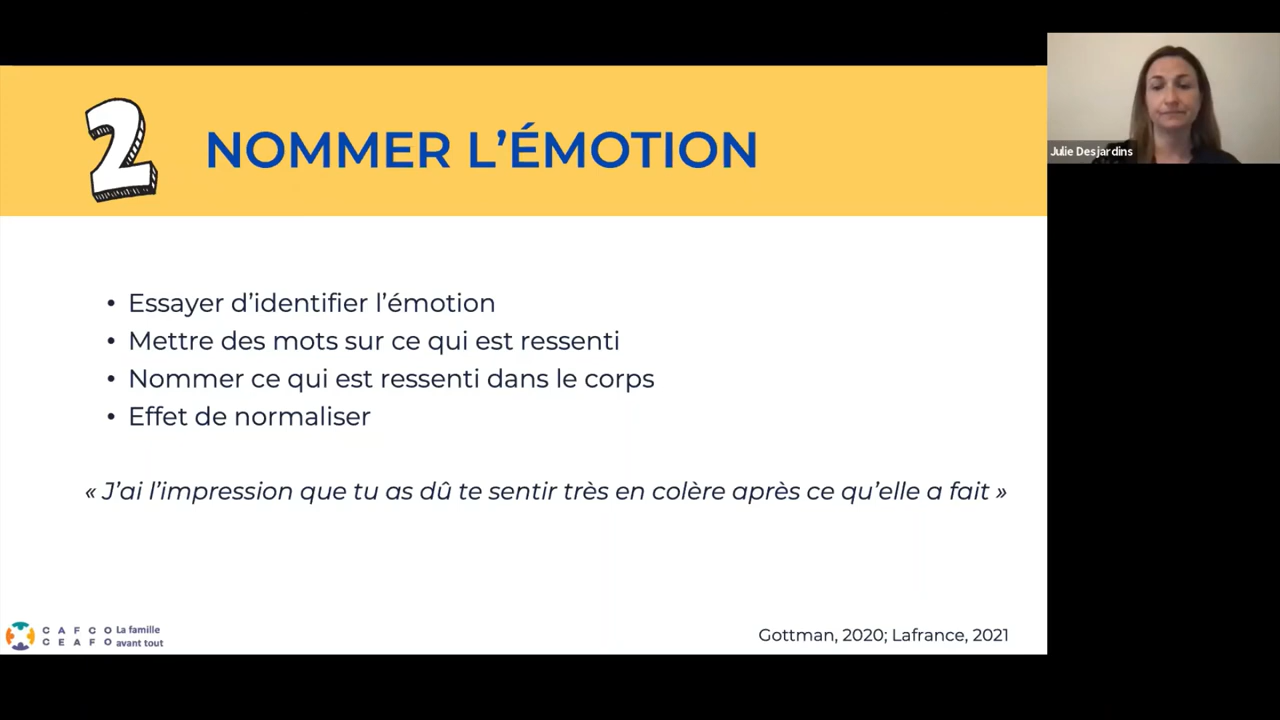 2
NOMMER L’ÉMOTION
• Essayer d’identifier l’émotion
• Mettre des mots sur ce qui est ressenti
• Nommer ce qui est ressenti dans le corps
• Effet de normaliser
« J’ai l’impression que tu as dû te sentir très en colère après ce qu’elle a fait »
CAFCO La famille
CEAFO avant tout
Gottman, 2020; Lafrance, 2021
Julie Desjardins